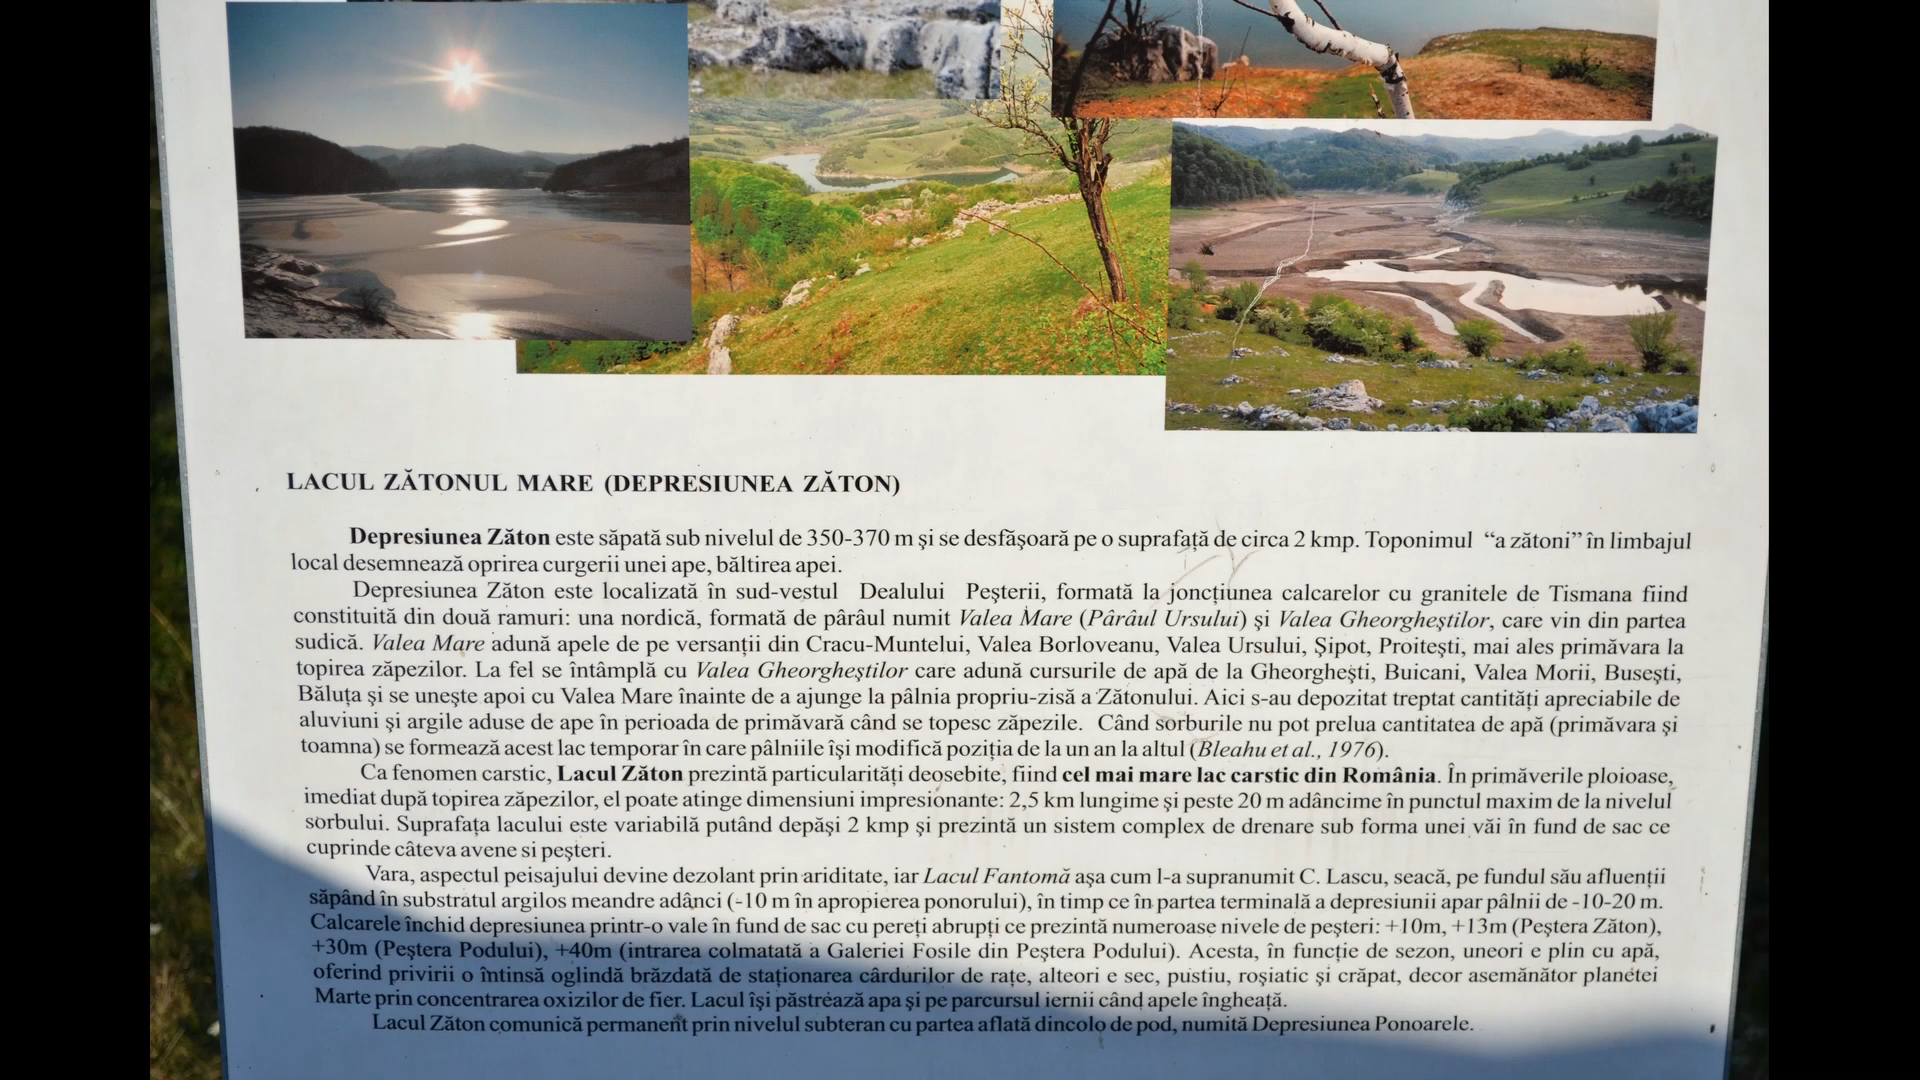 LACUL ZĂTONUL MARE (DEPRESIUNEA ZĂTON)
Depresiunea Zăton este săpată sub nivelul de 350-370 m şi se desfăşoară pe o suprafaţă de circa 2 kmp. Toponimul “a zătoni” în limbajul
local desemnează oprirea curgerii unei ape, băltirea apei.
Depresiunea Zăton este localizată în sud-vestul Dealului Peşterii, formată la joncţiunea calcarelor cu granitele de Tismana fiind
constituită din două ramuri: una nordică, formată de pârâul numit Valea Mare (Pârâul Ursului) şi Valea Gheorgheştilor, care vin din partea
sudică. Valea Mare adună apele de pe versanţii din Cracu-Muntelui, Valea Borloveanu, Valea Ursului, Şipot, Proiteşti, mai ales primăvara la
topirea zăpezilor. La fel se întâmplă cu Valea Gheorgheştilor care adună cursurile de apă de la Gheorgheşti, Buicani, Valea Morii, Buseşti,
Băluţa şi se uneşte apoi cu Valea Mare înainte de a ajunge la pâlnia propriu-zisă a Zătonului. Aici s-au depozitat treptat cantităţi apreciabile de
aluviuni şi argile aduse de ape în perioada de primăvară când se topesc zăpezile. Când sorburile nu pot prelua cantitatea de apă (primăvara şi
toamna) se formează acest lac temporar în care pâlniile îşi modifică poziţia de la un an la altul (Bleahu et al., 1976).
Ca fenomen carstic, Lacul Zăton prezintă particularităţi deosebite, fiind cel mai mare lac carstic din România. În primăverile ploioase,
imediat după topirea zăpezilor, el poate atinge dimensiuni impresionante: 2,5 km lungime şi peste 20 m adâncime în punctul maxim de la nivelul
sorbului. Suprafaţa lacului este variabilă putând depăşi 2 kmp şi prezintă un sistem complex de drenare sub forma unei văi în fund de sac ce
cuprinde câteva avene si peşteri.
Vara, aspectul peisajului devine dezolant prin ariditate, iar Lacul Fantomă aşa cum l-a supranumit C. Lascu, seacă, pe fundul său afluenţii
săpând în substratul argilos meandre adânci (-10 m în apropierea ponorului), în timp ce în partea terminală a depresiunii apar pâlnii de -10-20 m.
Calcarele închid depresiunea printr-o vale în fund de sac cu pereţi abrupţi ce prezintă numeroase nivele de peşteri: +10m, +13m (Peştera Zăton),
+30m (Peştera Podului), +40m (intrarea colmatată a Galeriei Fosile din Peştera Podului). Acesta, în funcţie de sezon, uneori e plin cu apă,
oferind privirii o întinsă oglindă brăzdată de staţionarea cârdurilor de raţe, alteori e sec, pustiu, roşiatic şi crăpat, decor asemănător planetei
Marte prin concentrarea oxizilor de fier. Lacul îşi păstrează apa şi pe parcursul iernii când apele îngheaţă.
Lacul Zăton comunică permanent prin nivelul subteran cu partea aflată dincolo de pod, numită Depresiunea Ponoarele.